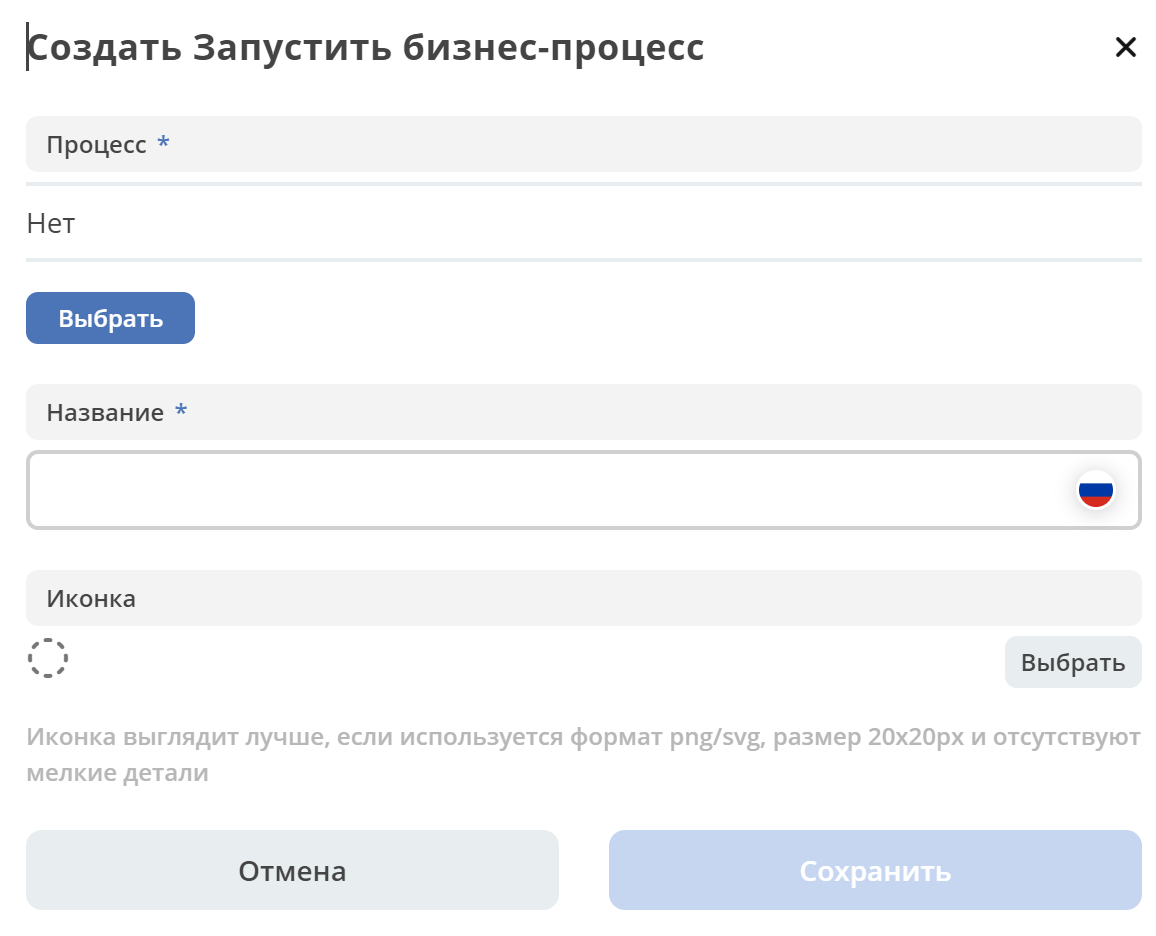 Создать Запустить бизнес-процесс
Процесс *
Нет
Выбрать
Название *
Иконка
Выбрать
Иконка выглядит лучше, если используется формат png/svg, размер 20x20px и отсутствуют
мелкие детали
Отмена
Сохранить